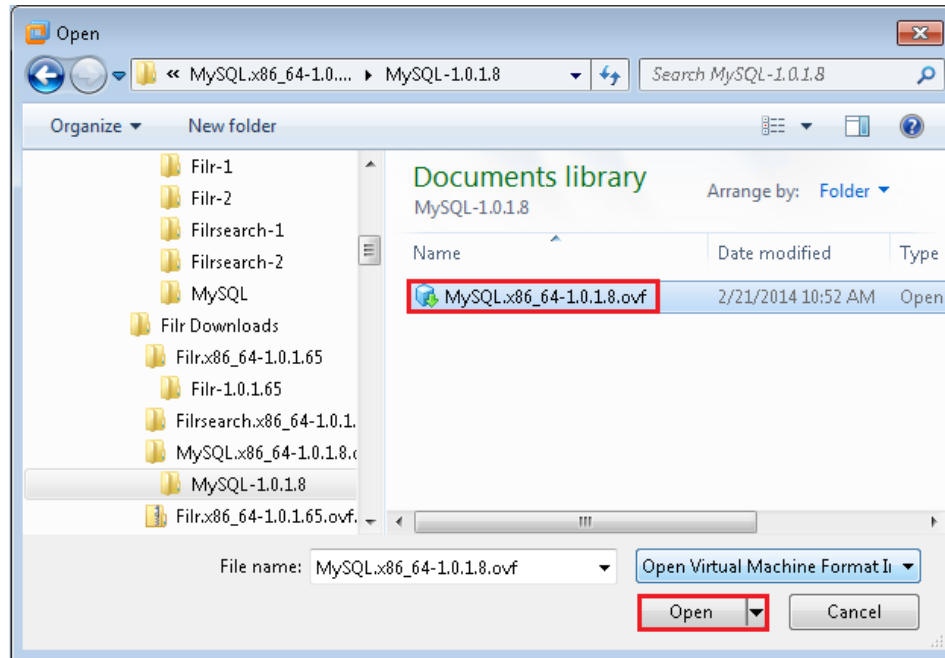 Open
« MySQL.x86_64-1.0.... MySQL-1.0.1.8 Search MySQL-1.0.1.8
Organize New folder
Filr-1
Filr-2
Filrsearch-1
Filrsearch-2
MySQL
Filr Downloads
Filr.x86_64-1.0.1.65
Filr-1.0.1.65
Filrsearch.x86_64-1.0.1.
MySQL.x86_64-1.0.1.8.
MySQL-1.0.1.8
Filr.x86_64-1.0.1.65.ovf.
Documents library
MySQL-1.0.1.8
Arrange by: Folder
Name Date modified Type
MySQL.x86_64-1.0.1.8.ovf 2/21/2014 10:52 AM Open
File name: MySQL.x86_64-1.0.1.8.ovf Open Virtual Machine Format
Open Cancel